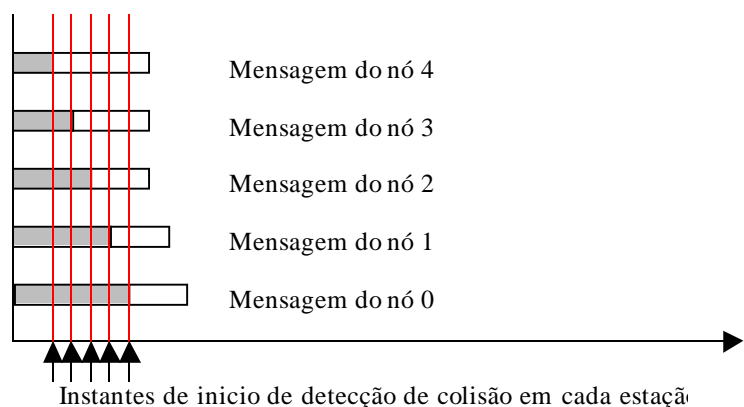 Mensagem do nó 4
Mensagem do nó 3
Mensagem do nó 2
Mensagem do nó 1
Mensagem do nó 0
Instantes de inicio de detecção de colisão em cada estaçã